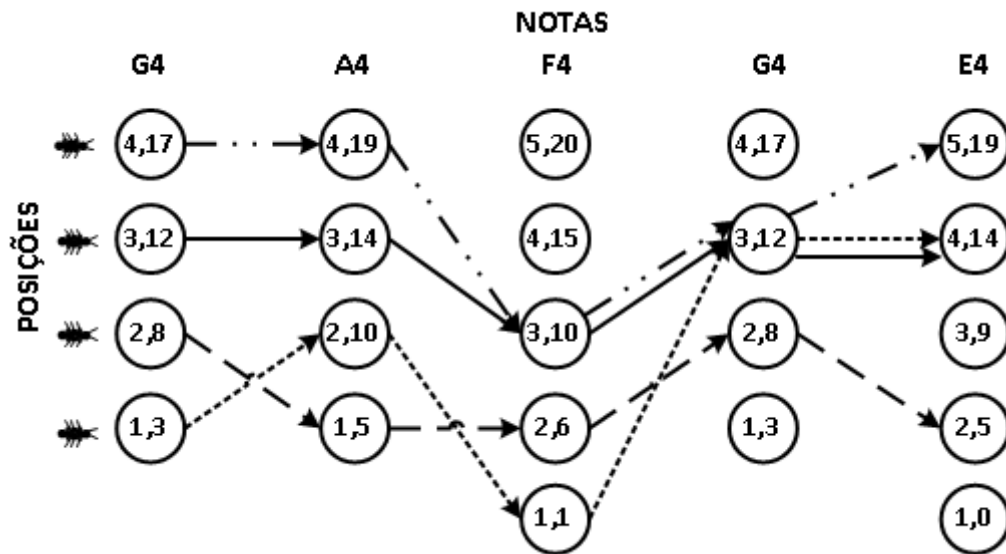 NOTAS
G4 A4 F4 G4 E4
POSIÇÕES
4,17 4,19 5,20 4,17 5,19
3,12 3,14 4,15 3,12 4,14
2,8 2,10 3,10 2,8 3,9
1,3 1,5 2,6 1,3 2,5
1,1 1,0